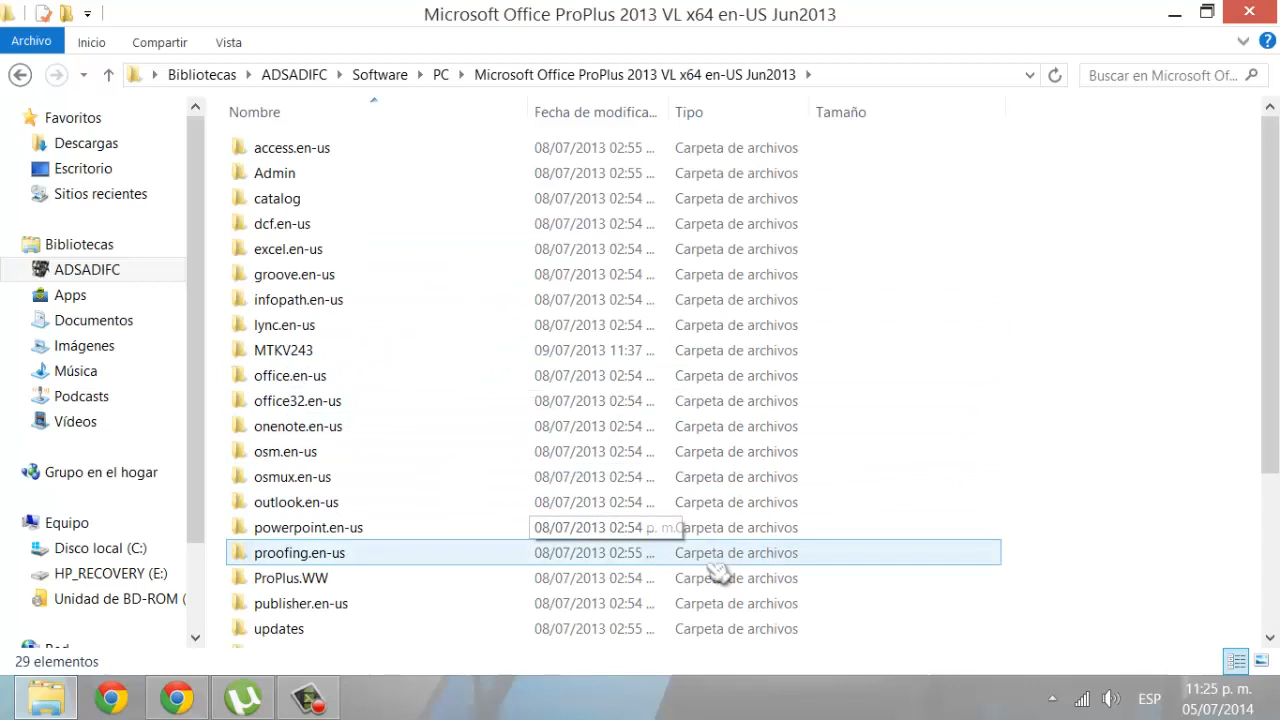 Microsoft Office ProPlus 2013 VL x64 en-US Jun2013
Archivo Inicio Compartir Vista
Bibliotecas ADSADIFC Software PC Microsoft Office ProPlus 2013 VL x64 en-US Jun2013 Buscar en Microsoft Of...
Nombre Fecha de modifica... Tipo Tamaño
Favoritos
Descargas
Escritorio
Sitios recientes
Bibliotecas
ADSADIFC
Apps
Documentos
Imágenes
Música
Podcasts
Vídeos
Grupo en el hogar
Equipo
Disco local (C:)
HP_RECOVERY (E:)
Unidad de BD-ROM (
access.en-us 08/07/2013 02:55 ... Carpeta de archivos
Admin 08/07/2013 02:55 ... Carpeta de archivos
catalog 08/07/2013 02:54 ... Carpeta de archivos
dcf.en-us 08/07/2013 02:54 ... Carpeta de archivos
excel.en-us 08/07/2013 02:54 ... Carpeta de archivos
groove.en-us 08/07/2013 02:54 ... Carpeta de archivos
infopath.en-us 08/07/2013 02:54 ... Carpeta de archivos
lync.en-us 08/07/2013 02:54 ... Carpeta de archivos
MTKV243 09/07/2013 11:37 ... Carpeta de archivos
office.en-us 08/07/2013 02:54 ... Carpeta de archivos
office32.en-us 08/07/2013 02:54 ... Carpeta de archivos
onenote.en-us 08/07/2013 02:54 ... Carpeta de archivos
osm.en-us 08/07/2013 02:54 ... Carpeta de archivos
osmux.en-us 08/07/2013 02:54 ... Carpeta de archivos
outlook.en-us 08/07/2013 02:54 ... Carpeta de archivos
powerpoint.en-us 08/07/2013 02:54 p. m. Carpeta de archivos
proofing.en-us 08/07/2013 02:55 ... Carpeta de archivos
ProPlus.WW 08/07/2013 02:54 ... Carpeta de archivos
publisher.en-us 08/07/2013 02:54 ... Carpeta de archivos
updates 08/07/2013 02:55 ... Carpeta de archivos
29 elementos
ESP
11:25 p. m.
05/07/2014